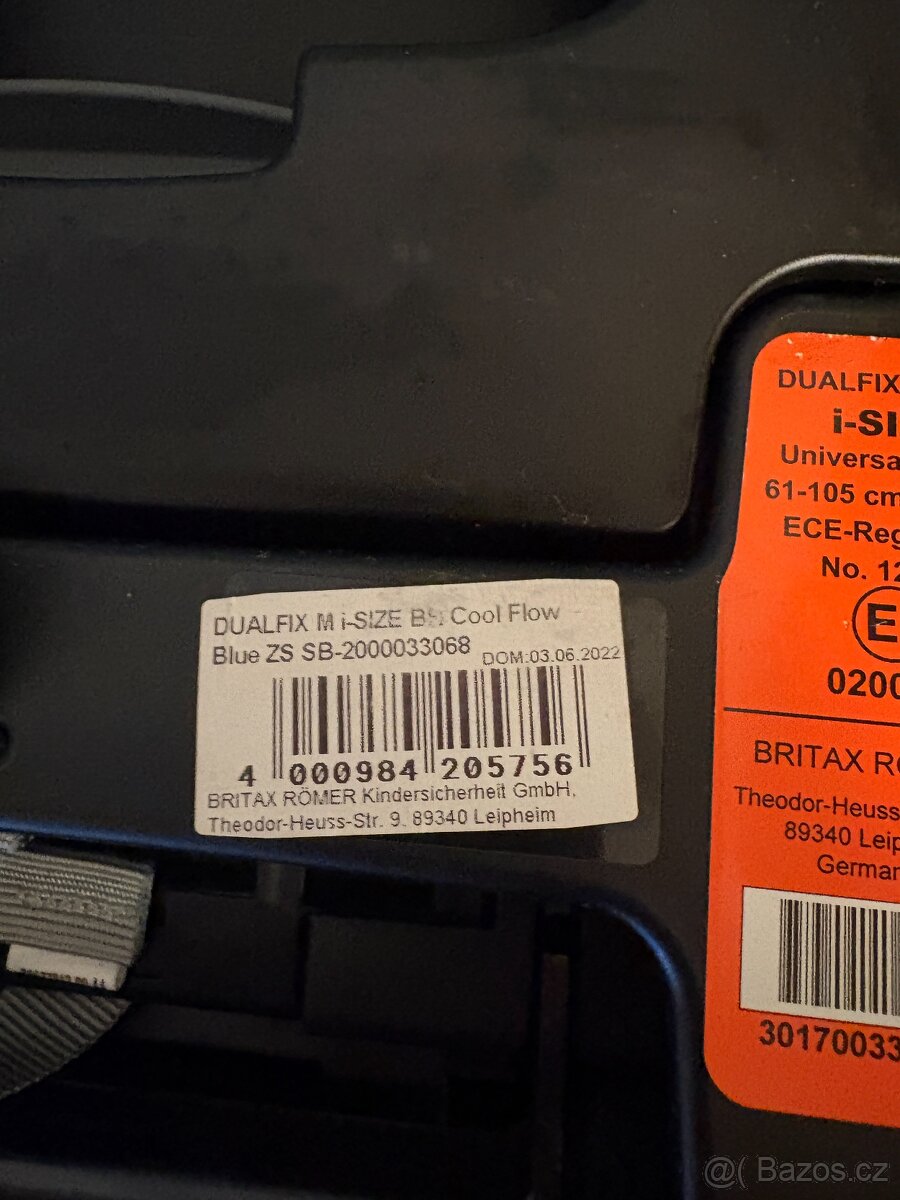 DUALFIX M i-SIZE BR Cool Flow -
Blue ZS SB-2000033068
DOM:03.06.2022
4 000984 205756
BRITAX RÖMER Kindersicherheit GmbH,
Theodor-Heuss-Str. 9, 89340 Leipheim
DUALFIX
i-SI
Universa
61-105 cm
ECE-Reg
No. 12
E
0200
BRITAX RÖ
Theodor-Heuss-
89340 Leip
German
30170033
@( Bazos.cz